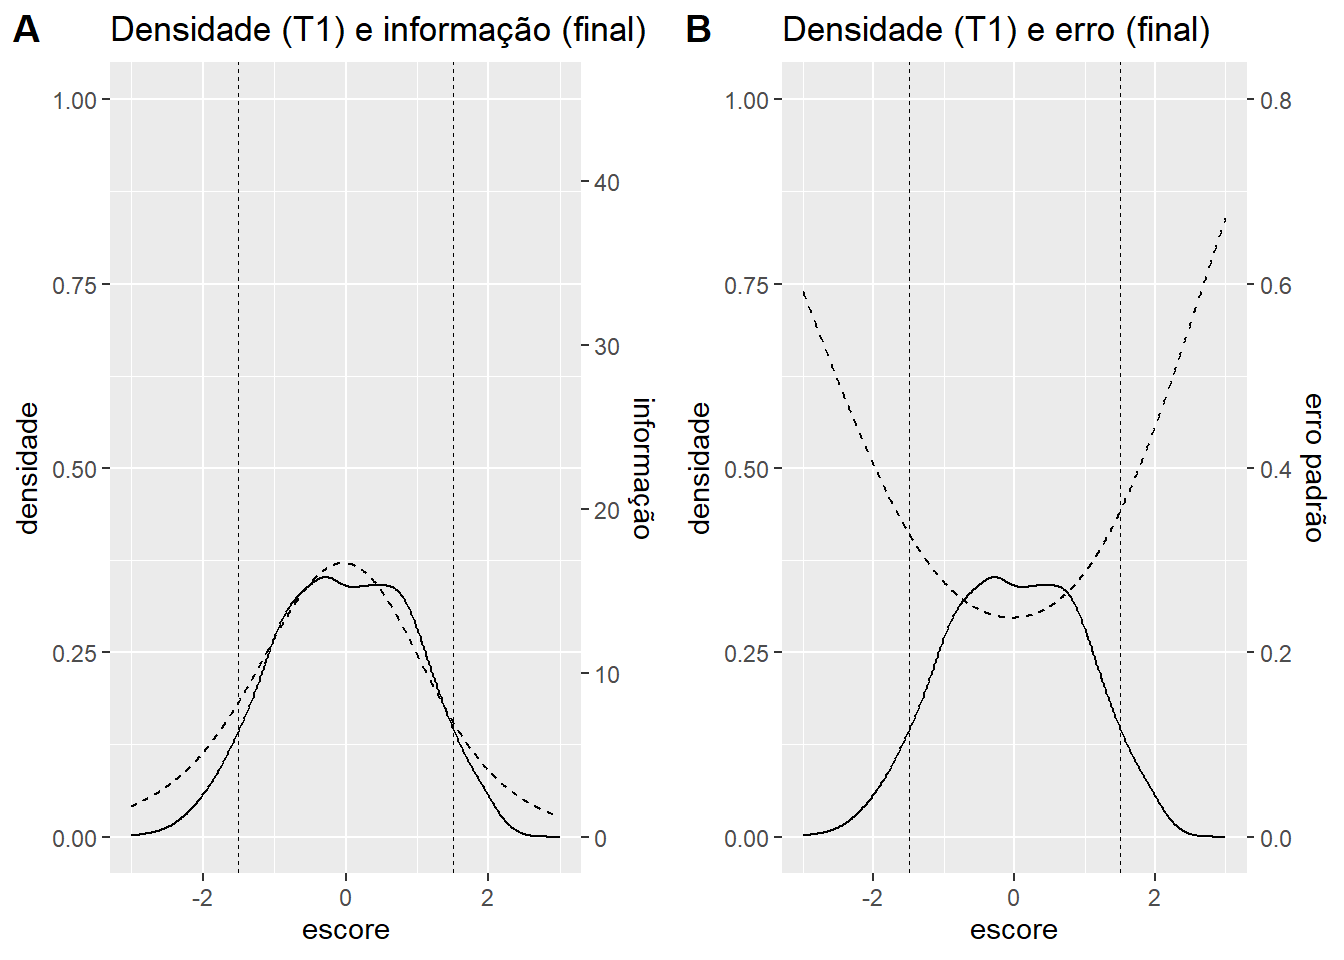 A
Densidade (T1) e informação (final)
1.00
0.75
0.50
0.25
0.00
densidade
40
30
20
10
0
informação
-2
0
2
escore
B
Densidade (T1) e erro (final)
1.00
0.75
0.50
0.25
0.00
densidade
0.8
0.6
0.4
0.2
0.0
erro padrão
-2
0
2
escore